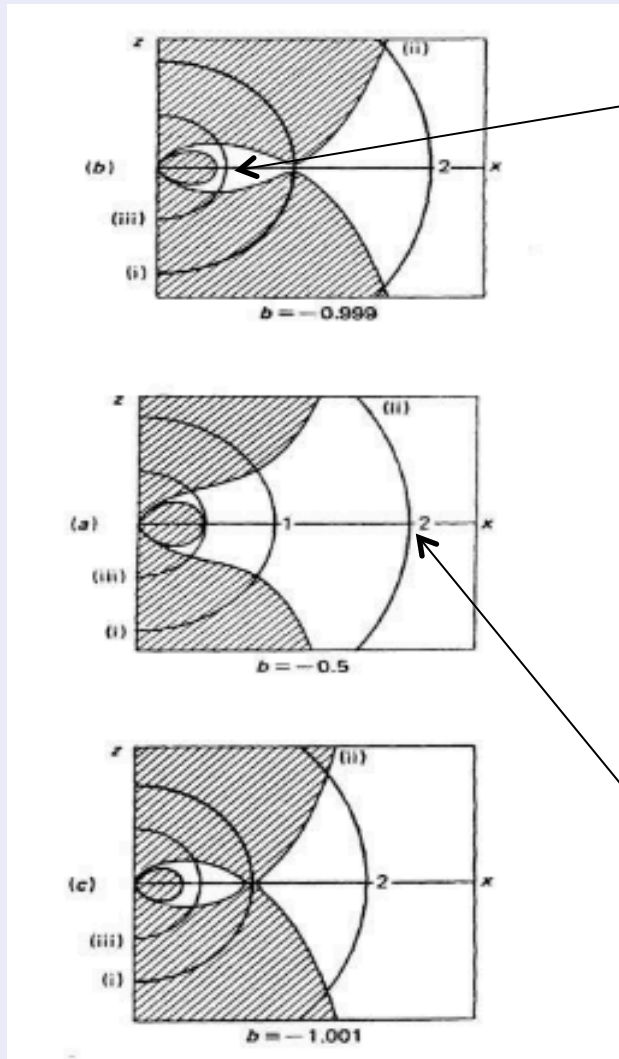 z
(ii)
(b)
2
x
(iii)
(i)
b = −0.999
z
(ii)
(a)
1
2
x
(iii)
(i)
b = −0.5
z
(ii)
(c)
2
x
(iii)
(i)
b = −1.001